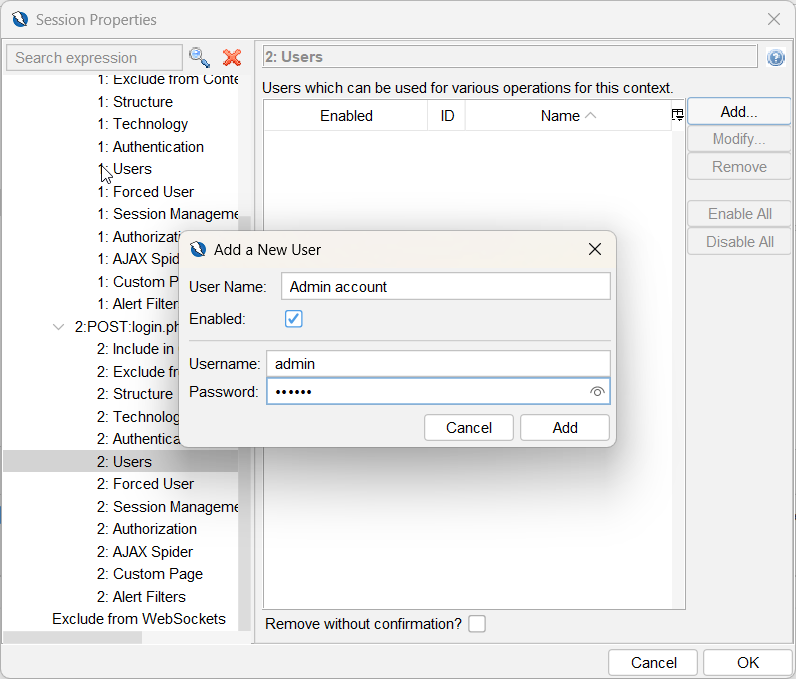 Session Properties
Search expression
1: Exclude from Conte
1: Structure
1: Technology
1: Authentication
1: Users
1: Forced User
1: Session Manageme
1: Authorizati
1: AJAX Spid
1: Custom P
1: Alert Filter
2:POST:login.ph
2: Include in
2: Exclude fr
2: Structure
2: Technolog
2: Authentica
2: Users
2: Forced User
2: Session Manageme
2: Authorization
2: AJAX Spider
2: Custom Page
2: Alert Filters
Exclude from WebSockets
2: Users
Users which can be used for various operations for this context.
Enabled ID Name
Add...
Modify...
Remove
Enable All
Disable All
Add a New User
User Name: Admin account
Enabled:
Username: admin
Password: ••••••
Cancel Add
Remove without confirmation?
Cancel OK